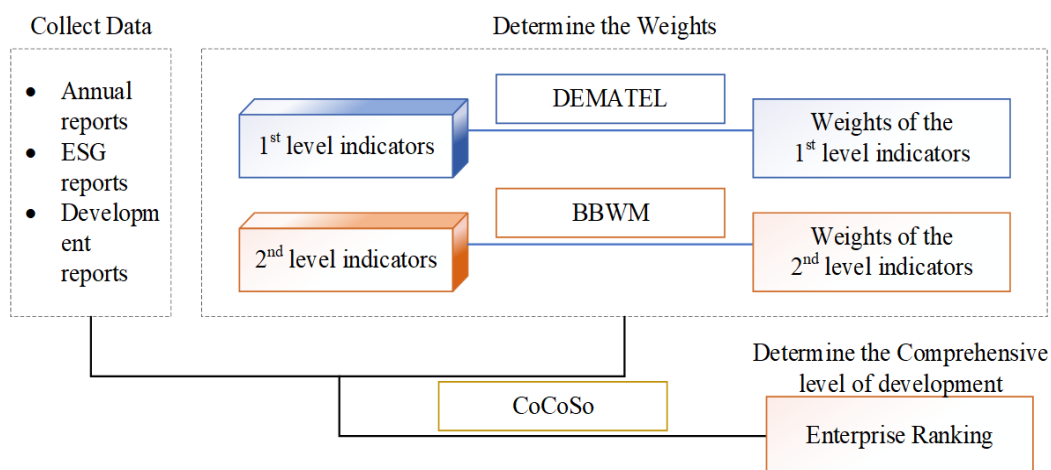 Collect Data
• Annual
reports
• ESG
reports
• Developm
ent
reports
Determine the Weights
DEMATEL
1st level indicators
Weights of the
1st level indicators
BBWM
2nd level indicators
Weights of the
2nd level indicators
Determine the Comprehensive
level of development
CoCoSo
Enterprise Ranking